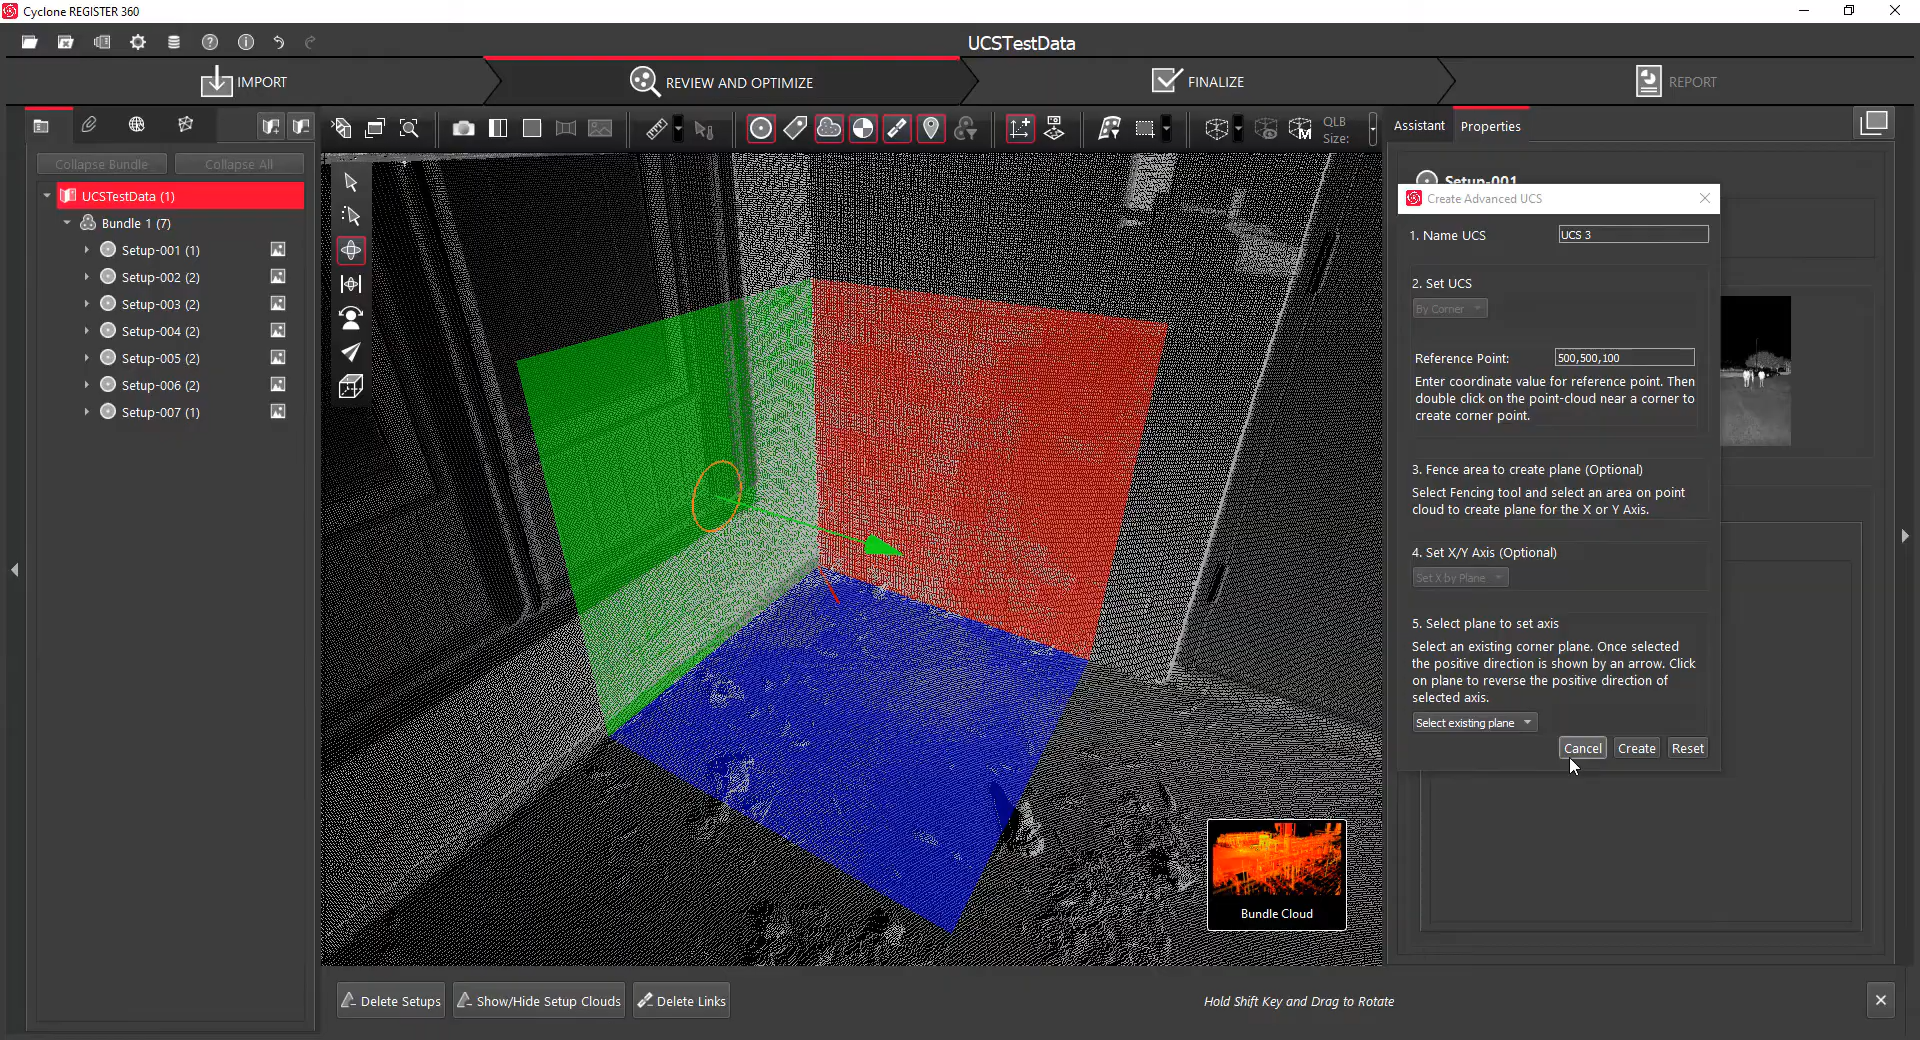 Cyclone REGISTER 360
UCSTestData
IMPORT
REVIEW AND OPTIMIZE
FINALIZE
REPORT
QLB
Size:
Assistant
Properties
Collapse Bundle
Collapse All
UCSTestData (1)
Bundle 1 (7)
Setup-001 (1)
Setup-002 (2)
Setup-003 (2)
Setup-004 (2)
Setup-005 (2)
Setup-006 (2)
Setup-007 (1)
Setup-001
Create Advanced UCS
1. Name UCS
UCS 3
2. Set UCS
By Corner
Reference Point:
500,500,100
Enter coordinate value for reference point. Then
double click on the point-cloud near a corner to
create corner point.
3. Fence area to create plane (Optional)
Select Fencing tool and select an area on point
cloud to create plane for the X or Y Axis.
4. Set X/Y Axis (Optional)
Set X by Plane
5. Select plane to set axis
Select an existing corner plane. Once selected
the positive direction is shown by an arrow. Click
on plane to reverse the positive direction of
selected axis.
Select existing plane
Cancel
Create
Reset
Bundle Cloud
Delete Setups
Show/Hide Setup Clouds
Delete Links
Hold Shift Key and Drag to Rotate